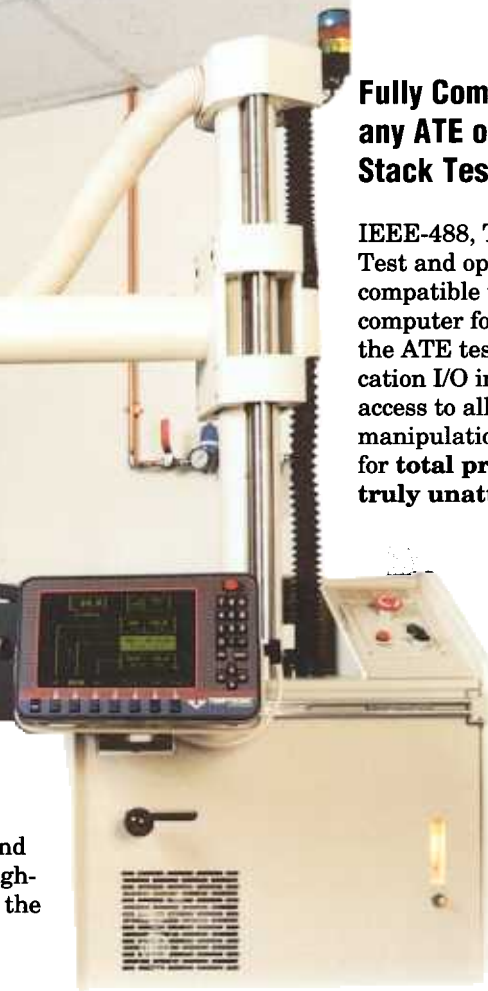 Fully Com
any ATE o
Stack Tes
IEEE-488, T
Test and op
compatible
computer fo
the ATE tes
cation I/O i
access to all
manipulatio
for total pr
truly unatt
nd
gh-
the